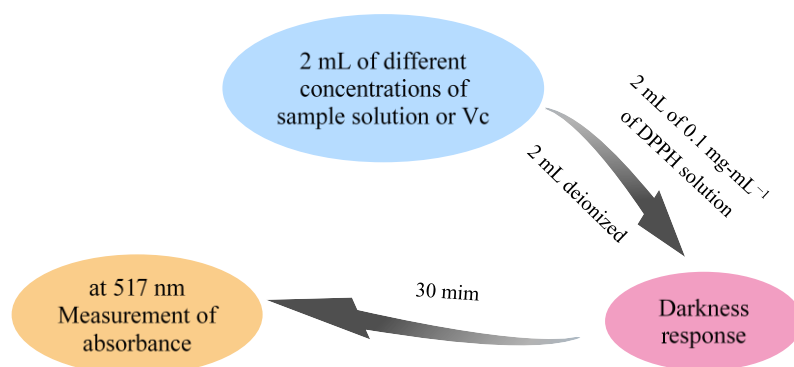 2 mL of different
concentrations of
sample solution or Vc
2 mL of 0.1 mg-mL⁻¹
of DPPH solution
2 mL deionized
Darkness
response
30 mim
at 517 nm
Measurement of
absorbance